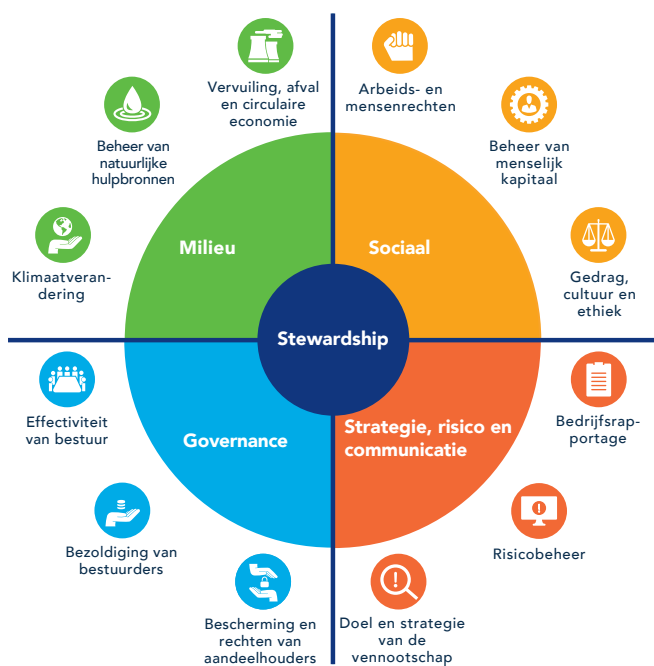 Vervuiling, afval
en circulaire
economie
Arbeids- en
mensenrechten
Beheer van
natuurlijke
hulpbronnen
Beheer van
menselijk
kapitaal
Milieu
Sociaal
Klimaatveran-
dering
Gedrag,
cultuur en
ethiek
Stewardship
Effectiviteit
van bestuur
Governance
Strategie, risico en
communicatie
Bedrijfsrap-
portage
Bezoldiging van
bestuurders
Risicobeheer
Bescherming en
rechten van
aandeelhouders
Doel en strategie
van de
vennootschap